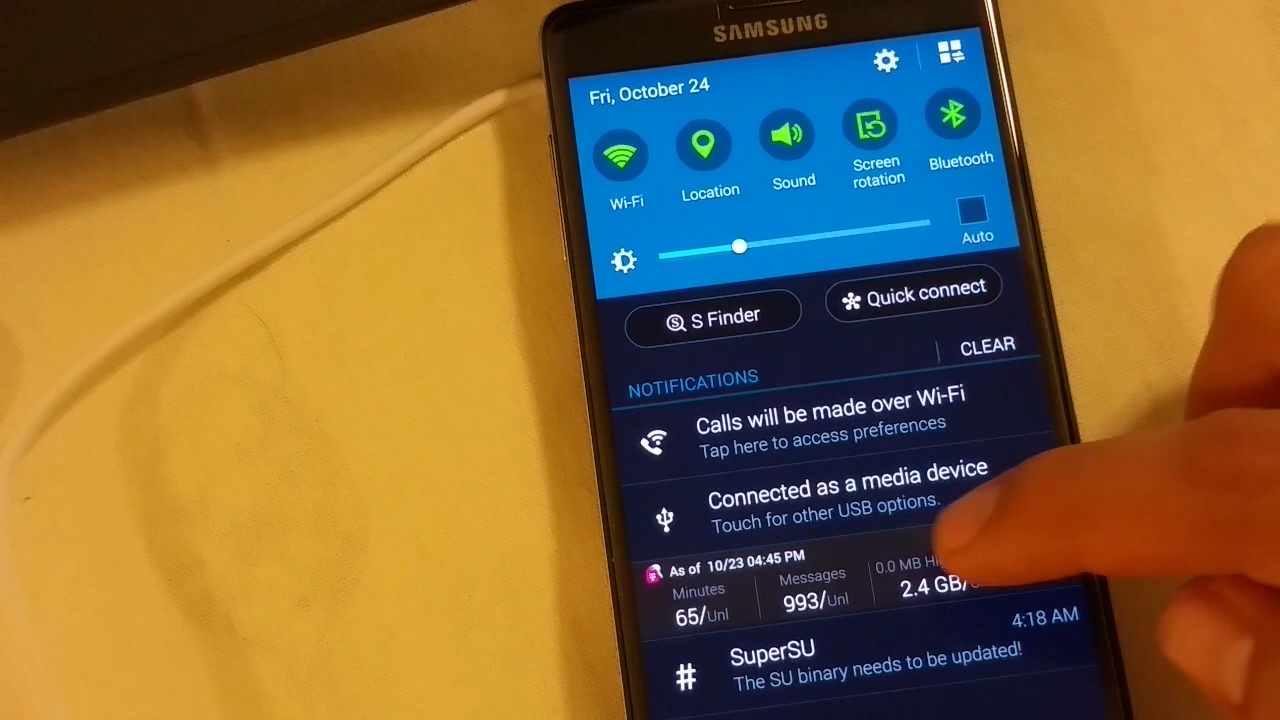 SAMSUNG
Fri, October 24
Wi-Fi
Location
Sound
Screen
rotation
Bluetooth
Auto
S Finder
Quick connect
CLEAR
NOTIFICATIONS
Calls will be made over Wi-Fi
Tap here to access preferences
Connected as a media device
Touch for other USB options.
As of 10/23 04:45 PM
Minutes
65/Unl
Messages
993/Unl
0.0 MB
2.4 GB/
4:18 AM
SuperSU
The SU binary needs to be updated!